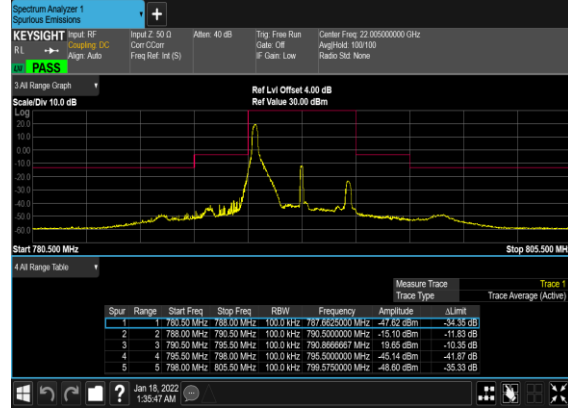 Spectrum Analyzer 1
Spurious Emissions
+
KEYSIGHT Input: RF Input Z: 50 Ω Atten: 40 dB Trig: Free Run Center Freq: 22.005000000 GHz
RL Coupling: DC Corr CCorr Gate: Off Avg|Hold: 100/100
Align: Auto Freq Ref: Int (S) IF Gain: Low Radio Std: None
LW PASS
3 All Range Graph
Ref Lvl Offset 4.00 dB
Scale/Div 10.0 dB Ref Value 30.00 dBm
Log
20.0
10.0
0.00
-10.0
-20.0
-30.0
-40.0
-50.0
-60.0
Start 780.500 MHz Stop 805.500 MH
4 All Range Table
Measure Trace Trace 1
Trace Type Trace Average (Active)
Spur Range Start Freq Stop Freq RBW Frequency Amplitude ΔLimit
1 1 780.50 MHz 788.00 MHz 100.0 kHz 787.6625000 MHz -47.62 dBm -34.35 dB
2 2 788.00 MHz 790.50 MHz 100.0 kHz 790.5000000 MHz -15.10 dBm -11.83 dB
3 3 790.50 MHz 795.50 MHz 100.0 kHz 790.8666667 MHz 19.65 dBm -10.35 dB
4 4 795.50 MHz 798.00 MHz 100.0 kHz 795.5000000 MHz -45.14 dBm -41.87 dB
5 5 798.00 MHz 805.50 MHz 100.0 kHz 799.5750000 MHz -48.60 dBm -35.33 dB
? Jan 18, 2022
1:35:47 AM